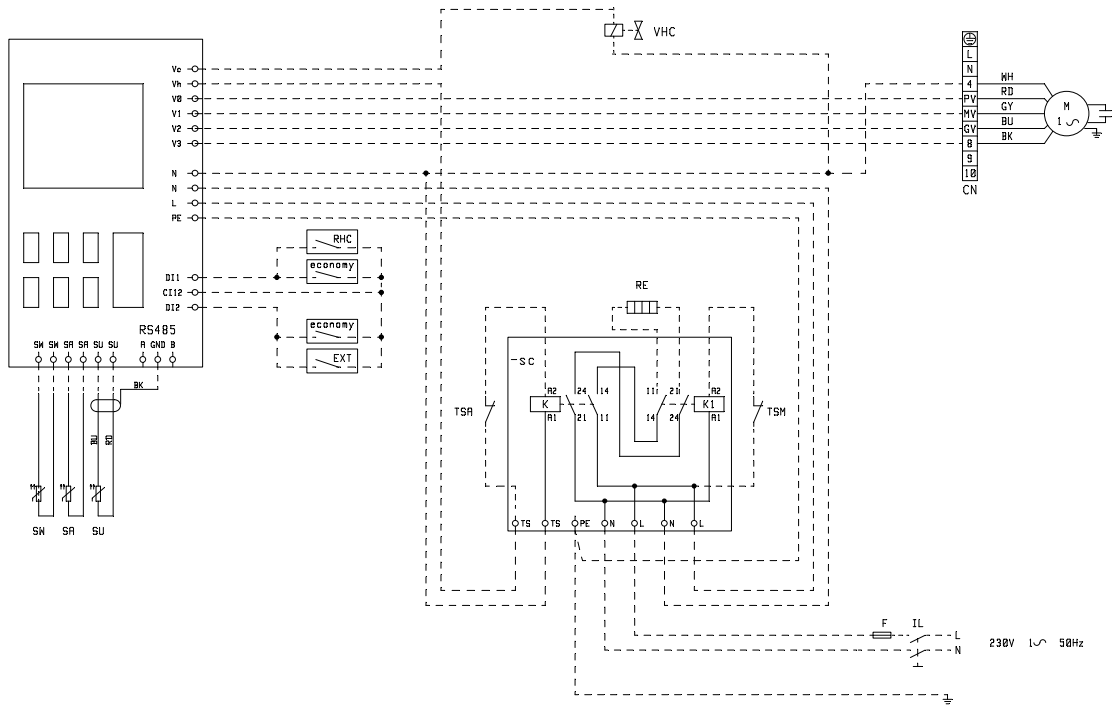 VHC
Vc
Vh
V0
V1
V2
V3
N
N
L
PE
L
N
4
PV
MV
GV
8
9
10
CN
WH
RD
GY
BU
BK
M
1
RHC
economy
DI1
CI12
DI2
economy
EXT
RS485
SW SW SA SA SU SU A GND B
BK
BU
RD
SW SA SU
RE
-SC
TSA
TSM
A2 24 14 11 21 A2
K K1
A1 21 11 14 24 A1
TS TS PE N L N L
F IL
L
N
230V 1 50Hz